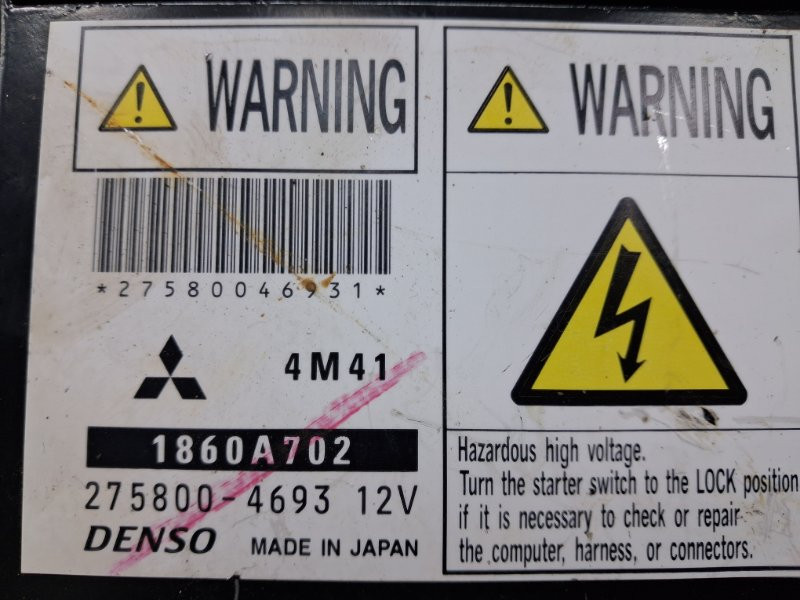 WARNING
*27580046931*
4M41
1860A702
275800-4693 12V
DENSO MADE IN JAPAN
WARNING
Hazardous high voltage.
Turn the starter switch to the LOCK position
if it is necessary to check or repair
the computer, harness, or connectors.